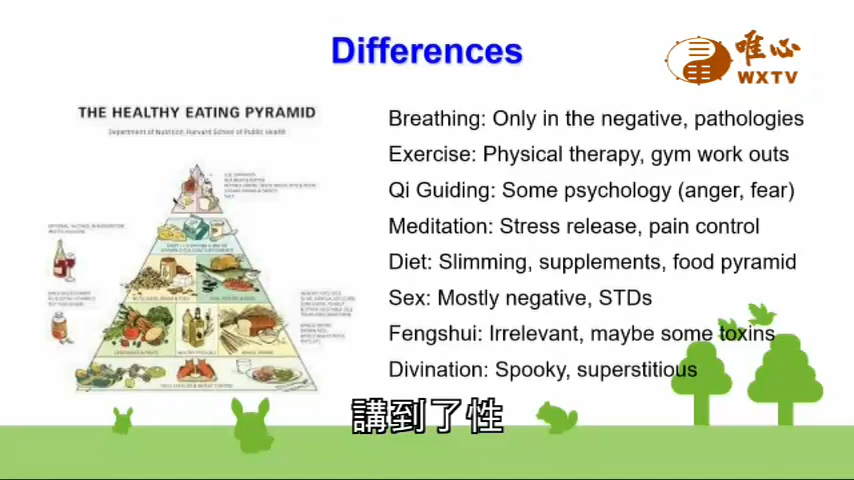 Differences
唯心
WXTV
THE HEALTHY EATING PYRAMID
Department of Nutrition, Harvard School of Public Health
Breathing: Only in the negative, pathologies
Exercise: Physical therapy, gym work outs
Qi Guiding: Some psychology (anger, fear)
Meditation: Stress release, pain control
Diet: Slimming, supplements, food pyramid
Sex: Mostly negative, STDs
Fengshui: Irrelevant, maybe some toxins
Divination: Spooky, superstitious
講到了性